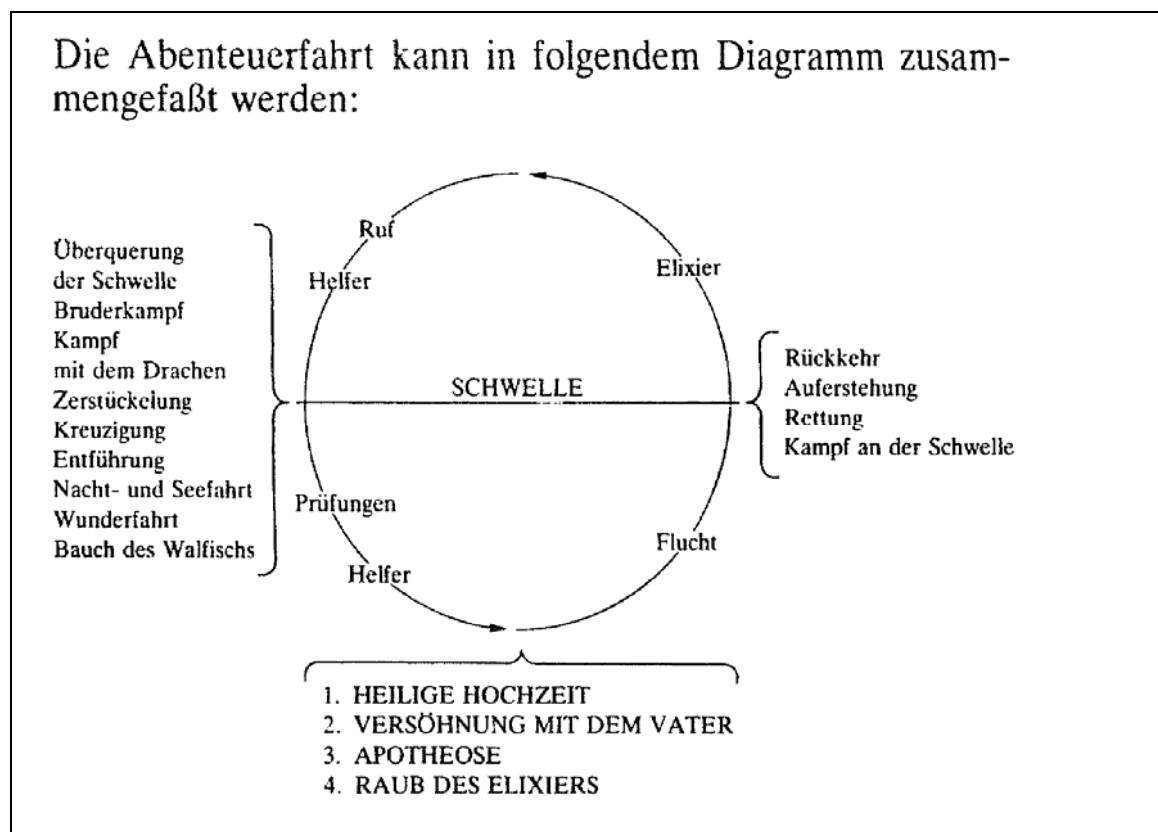 Die Abenteuerfahrt kann in folgendem Diagramm zusam-
mengefaßt werden:
Ruf
Helfer
Elixier
Überquerung
der Schwelle
Bruderkampf
Kampf
mit dem Drachen
Zerstückelung
Kreuzigung
Entführung
Nacht- und Seefahrt
Wunderfahrt
Bauch des Walfischs
SCHWELLE
Rückkehr
Auferstehung
Rettung
Kampf an der Schwelle
Prüfungen
Helfer
Flucht
1. HEILIGE HOCHZEIT
2. VERSÖHNUNG MIT DEM VATER
3. APOTHEOSE
4. RAUB DES ELIXIERS